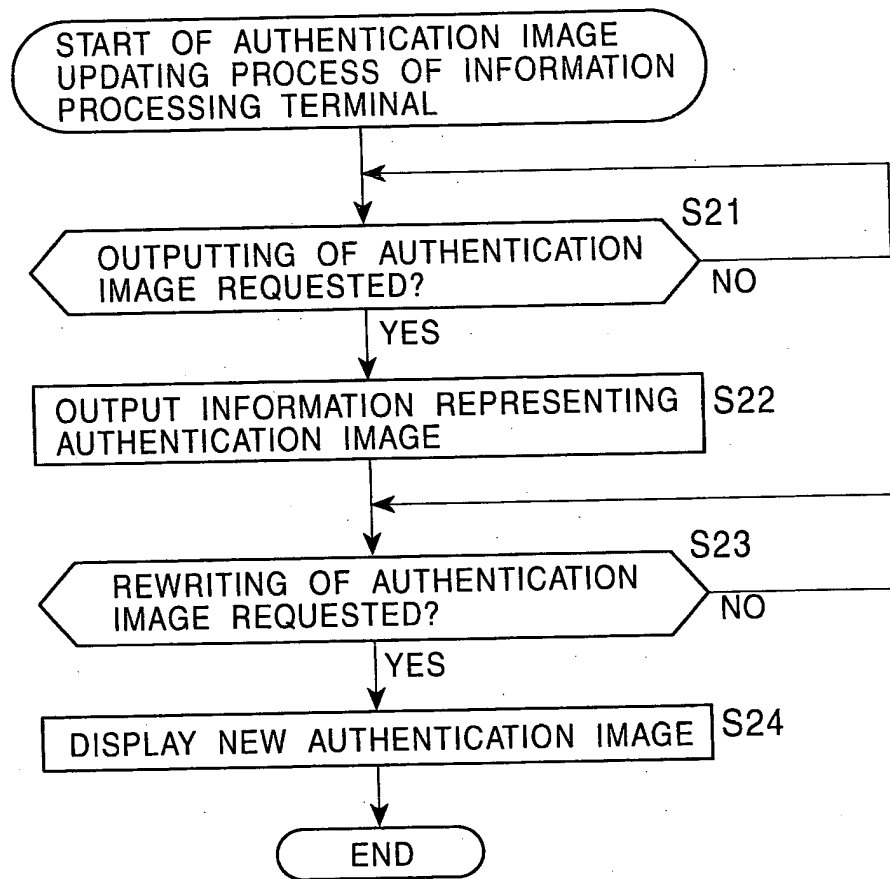 START OF AUTHENTICATION IMAGE
UPDATING PROCESS OF INFORMATION
PROCESSING TERMINAL
S21
OUTPUTTING OF AUTHENTICATION
IMAGE REQUESTED?
NO
YES
OUTPUT INFORMATION REPRESENTING
AUTHENTICATION IMAGE
S22
S23
REWRITING OF AUTHENTICATION
IMAGE REQUESTED?
NO
YES
DISPLAY NEW AUTHENTICATION IMAGE
S24
END